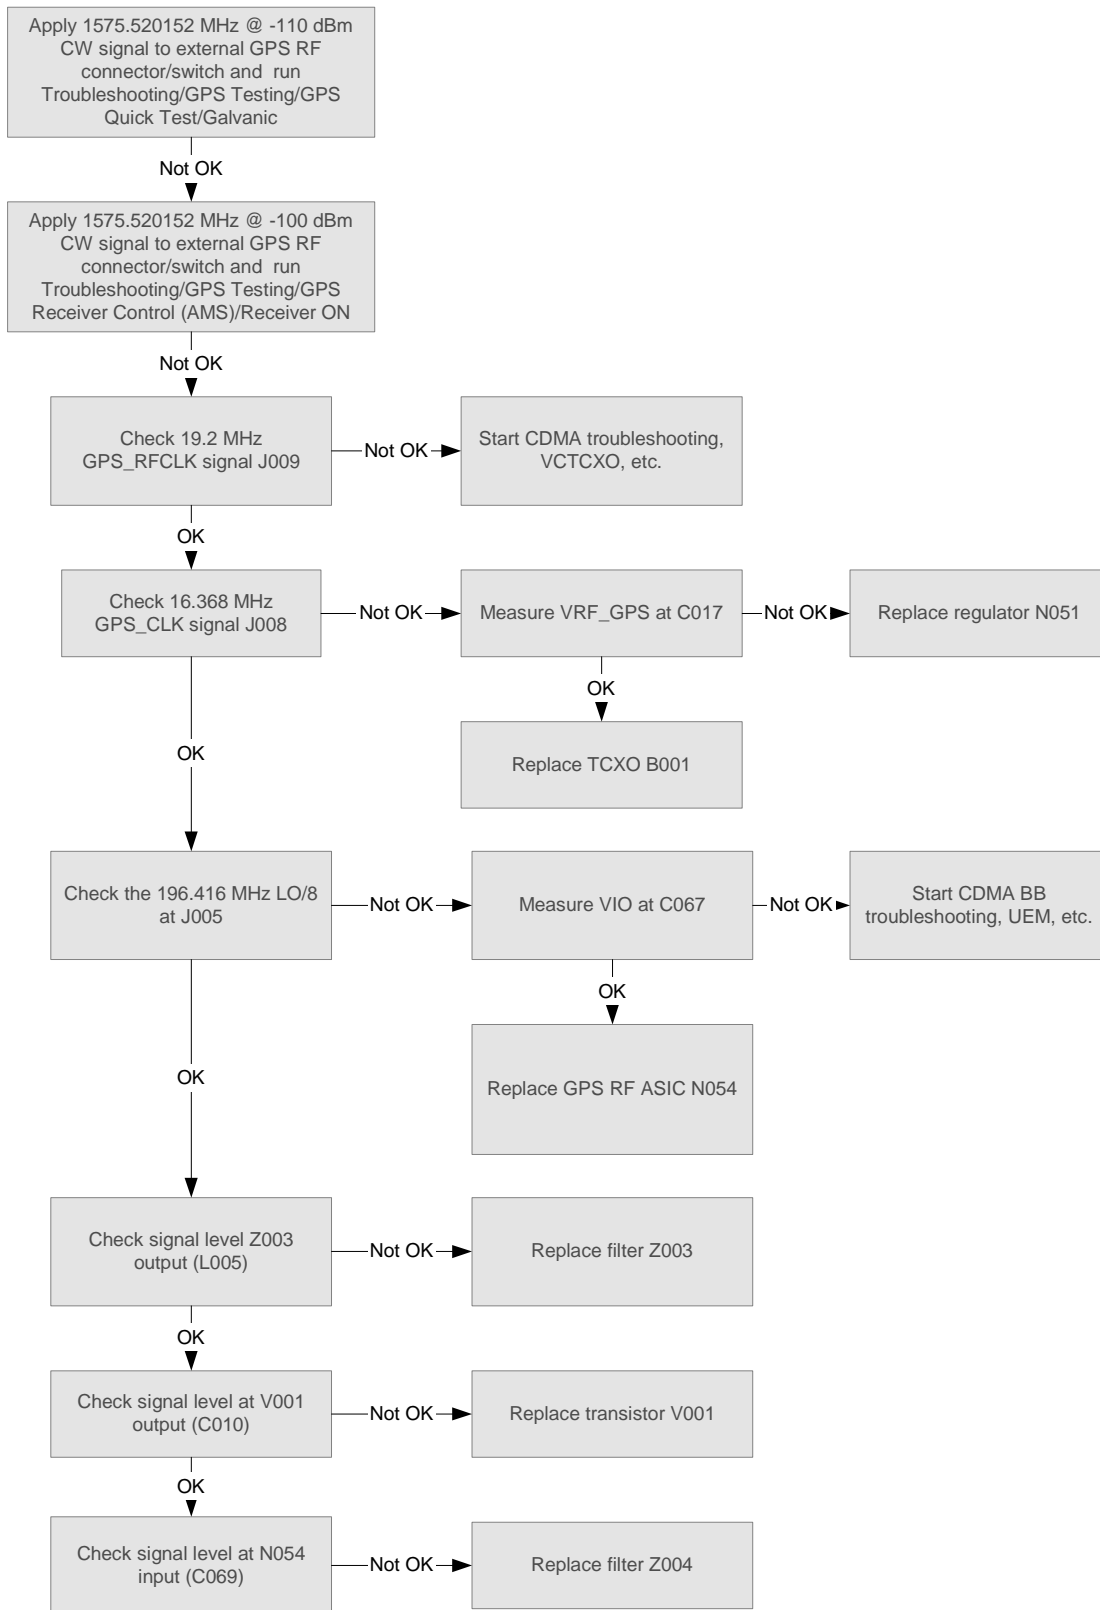 Apply 1575.520152 MHz @ -110 dBm
CW signal to external GPS RF
connector/switch and run
Troubleshooting/GPS Testing/GPS
Quick Test/Galvanic
Not OK
Apply 1575.520152 MHz @ -100 dBm
CW signal to external GPS RF
connector/switch and run
Troubleshooting/GPS Testing/GPS
Receiver Control (AMS)/Receiver ON
Not OK
Check 19.2 MHz
GPS_RFCLK signal J009
Not OK
Start CDMA troubleshooting,
VCTCXO, etc.
OK
Check 16.368 MHz
GPS_CLK signal J008
Not OK
Measure VRF_GPS at C017
Not OK
Replace regulator N051
OK
Replace TCXO B001
OK
Check the 196.416 MHz LO/8
at J005
Not OK
Measure VIO at C067
Not OK
Start CDMA BB
troubleshooting, UEM, etc.
OK
Replace GPS RF ASIC N054
OK
Check signal level Z003
output (L005)
Not OK
Replace filter Z003
OK
Check signal level at V001
output (C010)
Not OK
Replace transistor V001
OK
Check signal level at N054
input (C069)
Not OK
Replace filter Z004